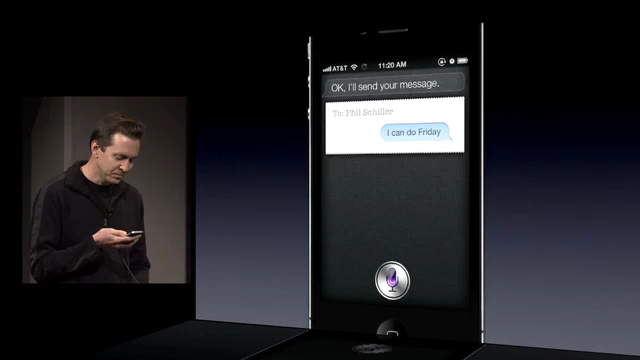 AT&T 11:20 AM
OK, I'll send your message.
To: Phil Schiller
I can do Friday